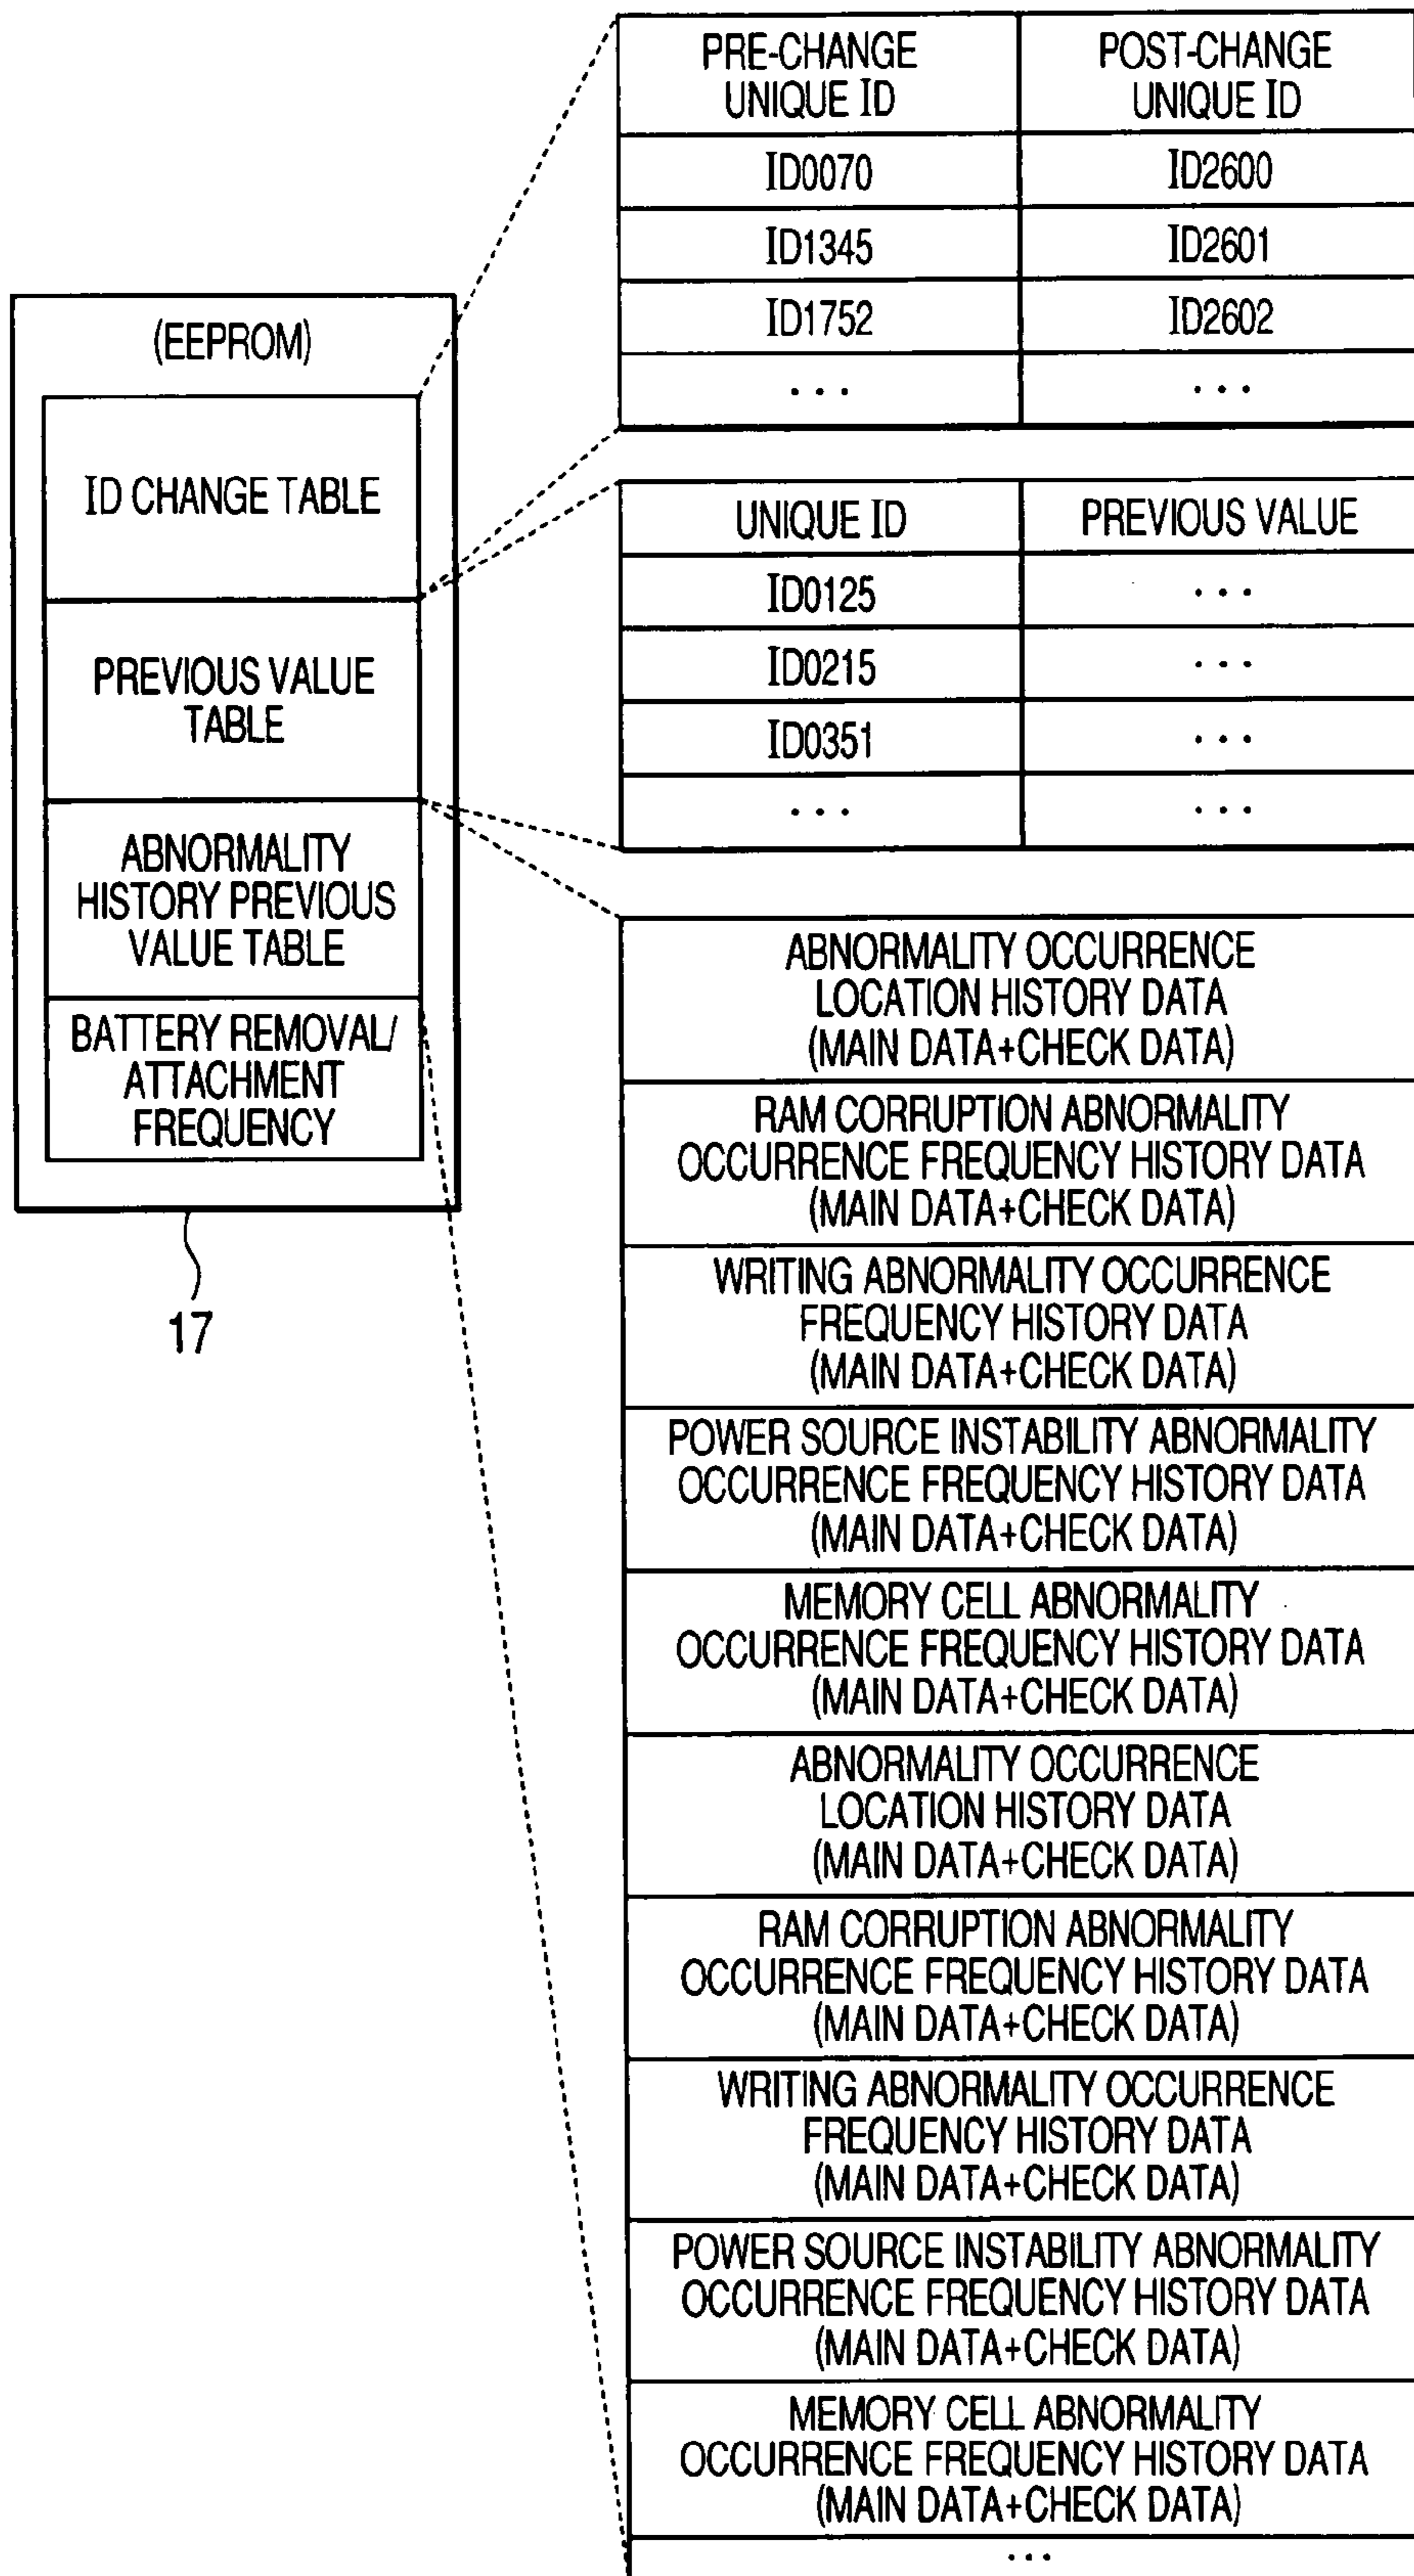 (EEPROM)
ID CHANGE TABLE
PREVIOUS VALUE
TABLE
ABNORMALITY
HISTORY PREVIOUS
VALUE TABLE
BATTERY REMOVAL/
ATTACHMENT
FREQUENCY
17
PRE-CHANGE
UNIQUE ID
POST-CHANGE
UNIQUE ID
ID0070
ID2600
ID1345
ID2601
ID1752
ID2602
...
...
UNIQUE ID
PREVIOUS VALUE
ID0125
...
ID0215
...
ID0351
...
...
...
ABNORMALITY OCCURRENCE
LOCATION HISTORY DATA
(MAIN DATA+CHECK DATA)
RAM CORRUPTION ABNORMALITY
OCCURRENCE FREQUENCY HISTORY DATA
(MAIN DATA+CHECK DATA)
WRITING ABNORMALITY OCCURRENCE
FREQUENCY HISTORY DATA
(MAIN DATA+CHECK DATA)
POWER SOURCE INSTABILITY ABNORMALITY
OCCURRENCE FREQUENCY HISTORY DATA
(MAIN DATA+CHECK DATA)
MEMORY CELL ABNORMALITY
OCCURRENCE FREQUENCY HISTORY DATA
(MAIN DATA+CHECK DATA)
ABNORMALITY OCCURRENCE
LOCATION HISTORY DATA
(MAIN DATA+CHECK DATA)
RAM CORRUPTION ABNORMALITY
OCCURRENCE FREQUENCY HISTORY DATA
(MAIN DATA+CHECK DATA)
WRITING ABNORMALITY OCCURRENCE
FREQUENCY HISTORY DATA
(MAIN DATA+CHECK DATA)
POWER SOURCE INSTABILITY ABNORMALITY
OCCURRENCE FREQUENCY HISTORY DATA
(MAIN DATA+CHECK DATA)
MEMORY CELL ABNORMALITY
OCCURRENCE FREQUENCY HISTORY DATA
(MAIN DATA+CHECK DATA)
...